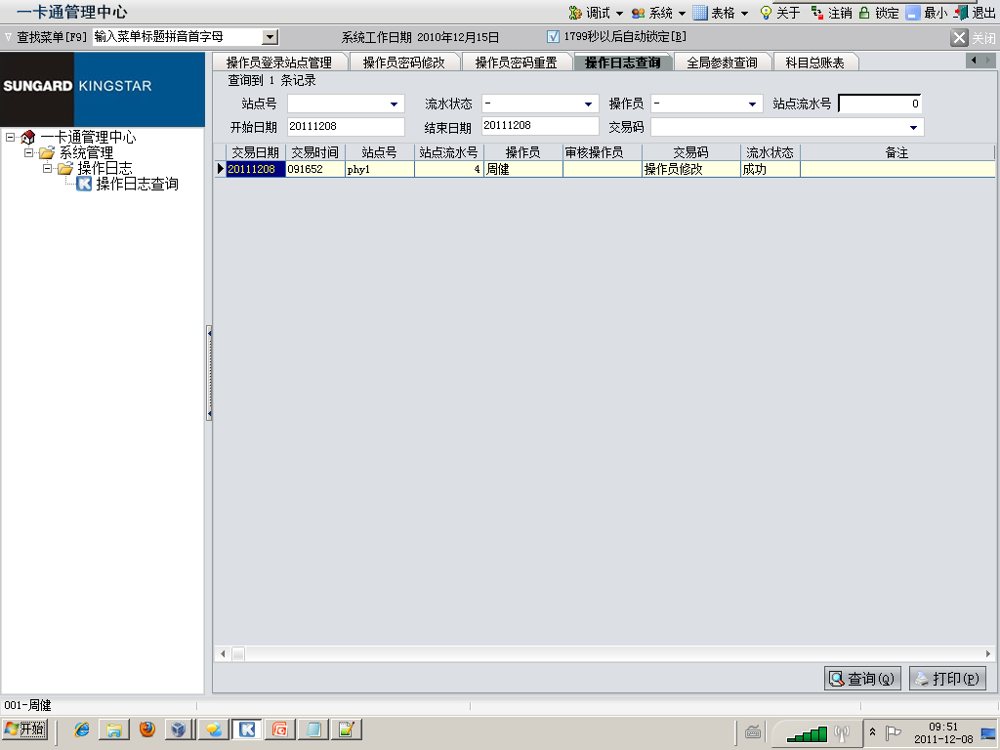 一卡通管理中心 调试 系统 表格 关于 注销 锁定 最小 退出
查找菜单[F9] 输入菜单标题拼音首字母 系统工作日期 2010年12月15日 1799秒以后自动锁定[B] 关闭
SUNGARD KINGSTAR
一卡通管理中心
系统管理
操作日志
操作日志查询
操作员登录站点管理 操作员密码修改 操作员密码重置 操作日志查询 全局参数查询 科目总账表
查询到 1 条记录
站点号 流水状态 - 操作员 - 站点流水号 0
开始日期 20111208 结束日期 20111208 交易码
交易日期 交易时间 站点号 站点流水号 操作员 审核操作员 交易码 流水状态 备注
20111208 091652 phy1 4 周健 操作员修改 成功
查询(Q) 打印(P)
001-周健
开始 09:51
2011-12-08